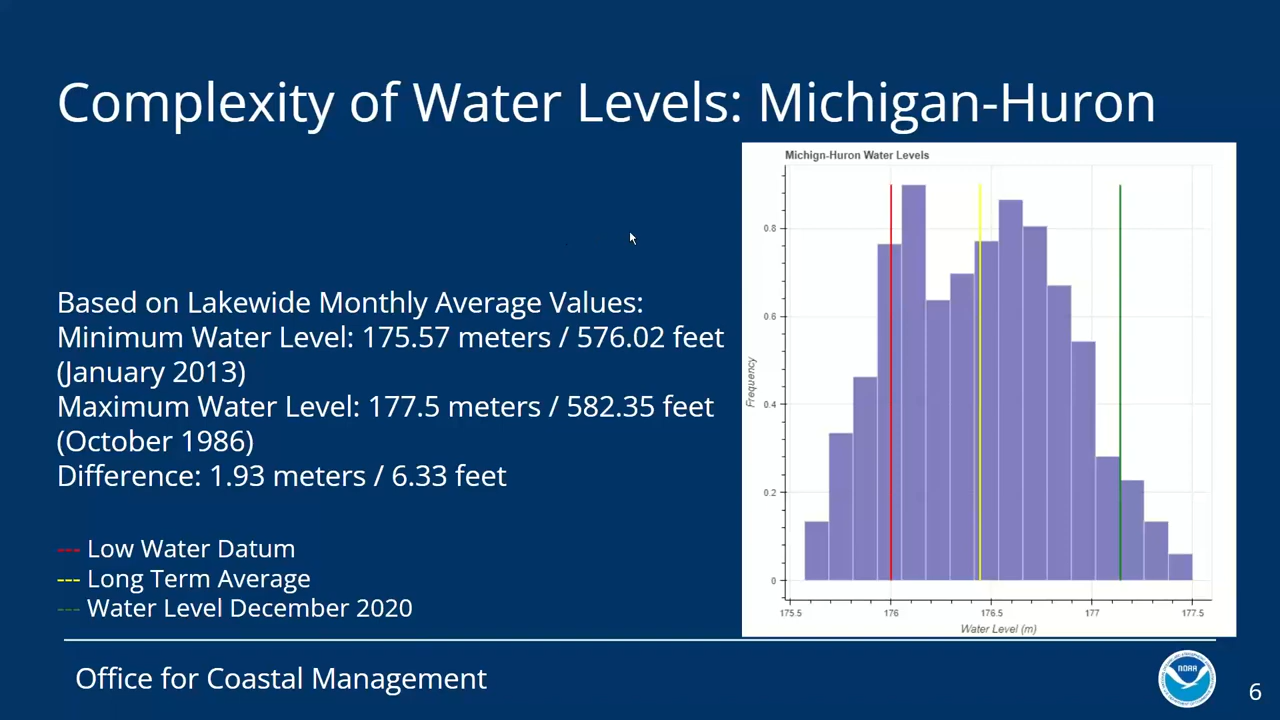 Complexity of Water Levels: Michigan-Huron
Based on Lakewide Monthly Average Values:
Minimum Water Level: 175.57 meters / 576.02 feet
(January 2013)
Maximum Water Level: 177.5 meters / 582.35 feet
(October 1986)
Difference: 1.93 meters / 6.33 feet
--- Low Water Datum
--- Long Term Average
--- Water Level December 2020
Michign-Huron Water Levels
Frequency
0.8
0.6
0.4
0.2
0
175.5 176 176.5 177 177.5
Water Level (m)
Office for Coastal Management
NOAA
6